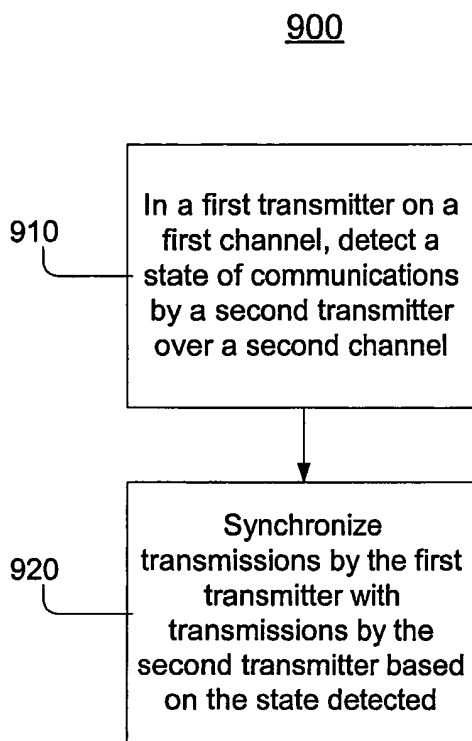 900
910
In a first transmitter on a
first channel, detect a
state of communications
by a second transmitter
over a second channel
920
Synchronize
transmissions by the first
transmitter with
transmissions by the
second transmitter based
on the state detected